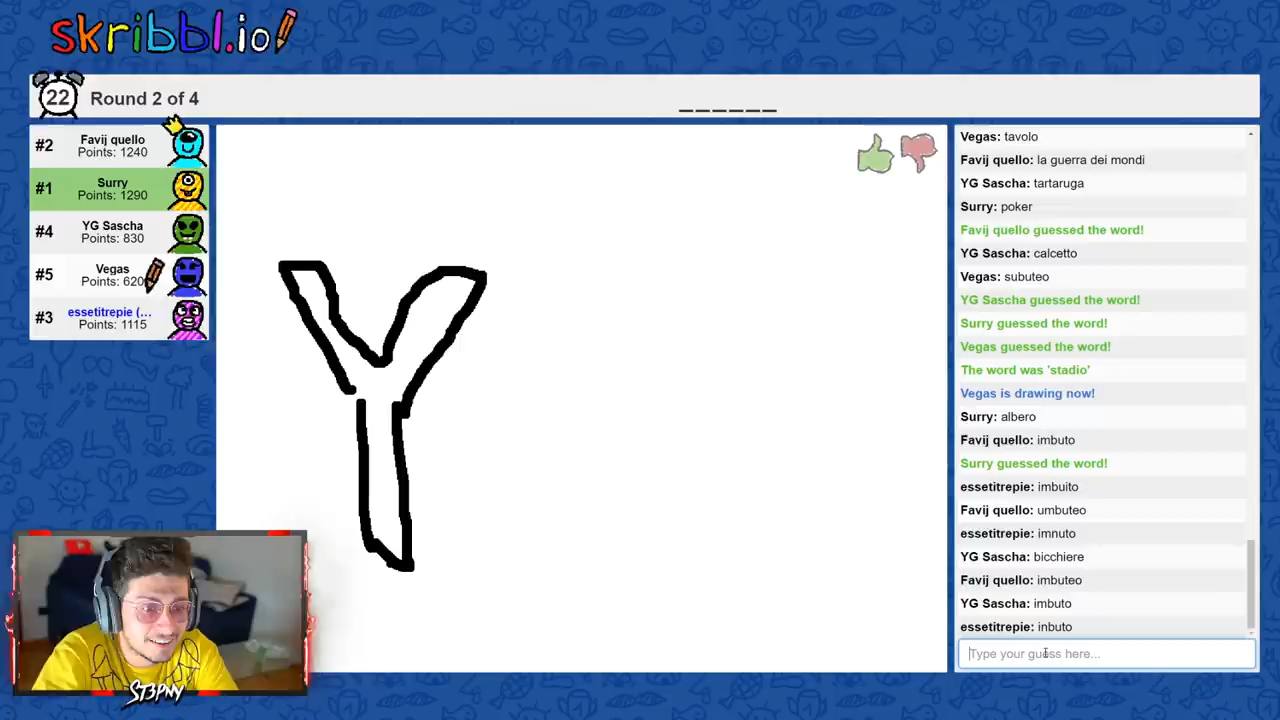 skribbl.io
22
Round 2 of 4
______
#2
Favij quello
Points: 1240
#1
Surry
Points: 1290
#4
YG Sascha
Points: 830
#5
Vegas
Points: 620
#3
essetitrepie (...
Points: 1115
Y
ST3PNY
Vegas: tavolo
Favij quello: la guerra dei mondi
YG Sascha: tartaruga
Surry: poker
Favij quello guessed the word!
YG Sascha: calcetto
Vegas: subuteo
YG Sascha guessed the word!
Surry guessed the word!
Vegas guessed the word!
The word was 'stadio'
Vegas is drawing now!
Surry: albero
Favij quello: imbuto
Surry guessed the word!
essetitrepie: imbuito
Favij quello: umbuteo
essetitrepie: imnuto
YG Sascha: bicchiere
Favij quello: imbuteo
YG Sascha: imbuto
essetitrepie: inbuto
Type your guess here...